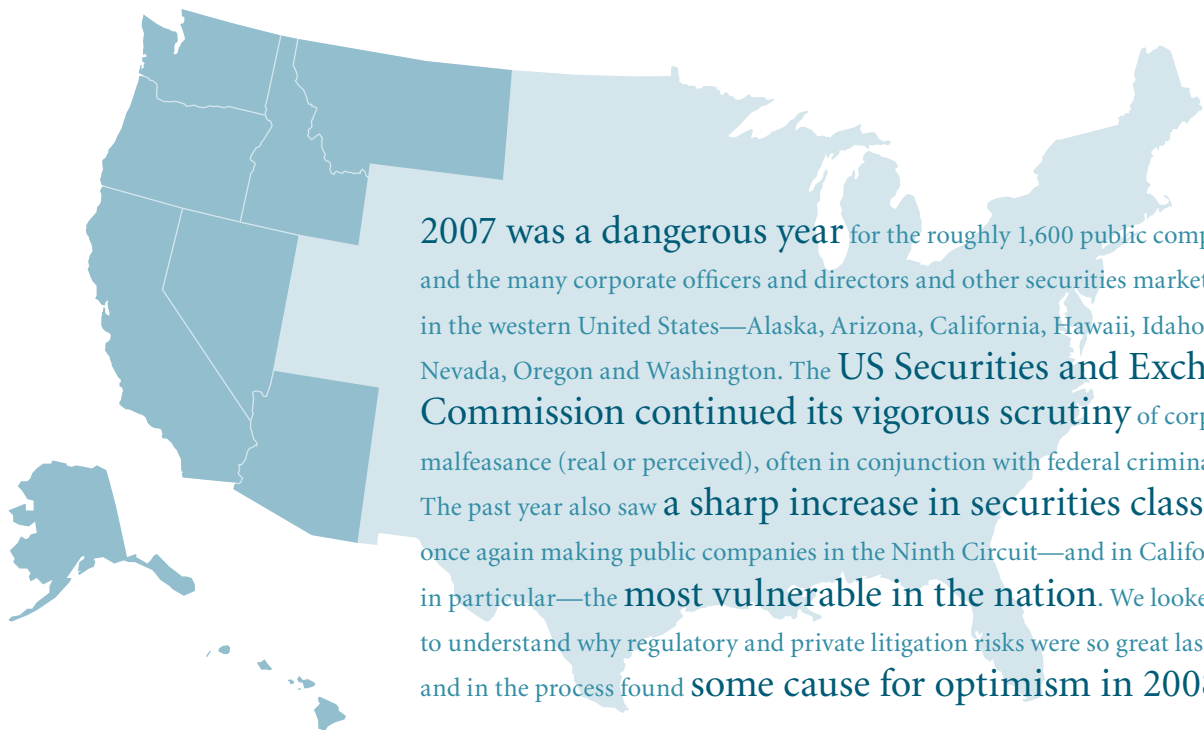 2007 was a dangerous year for the roughly 1,600 public comp
and the many corporate officers and directors and other securities market
in the western United States—Alaska, Arizona, California, Hawaii, Idaho
Nevada, Oregon and Washington. The US Securities and Exch
Commission continued its vigorous scrutiny of corp
malfeasance (real or perceived), often in conjunction with federal crimina
The past year also saw a sharp increase in securities class
once again making public companies in the Ninth Circuit—and in Califo
in particular—the most vulnerable in the nation. We looke
to understand why regulatory and private litigation risks were so great las
and in the process found some cause for optimism in 2008